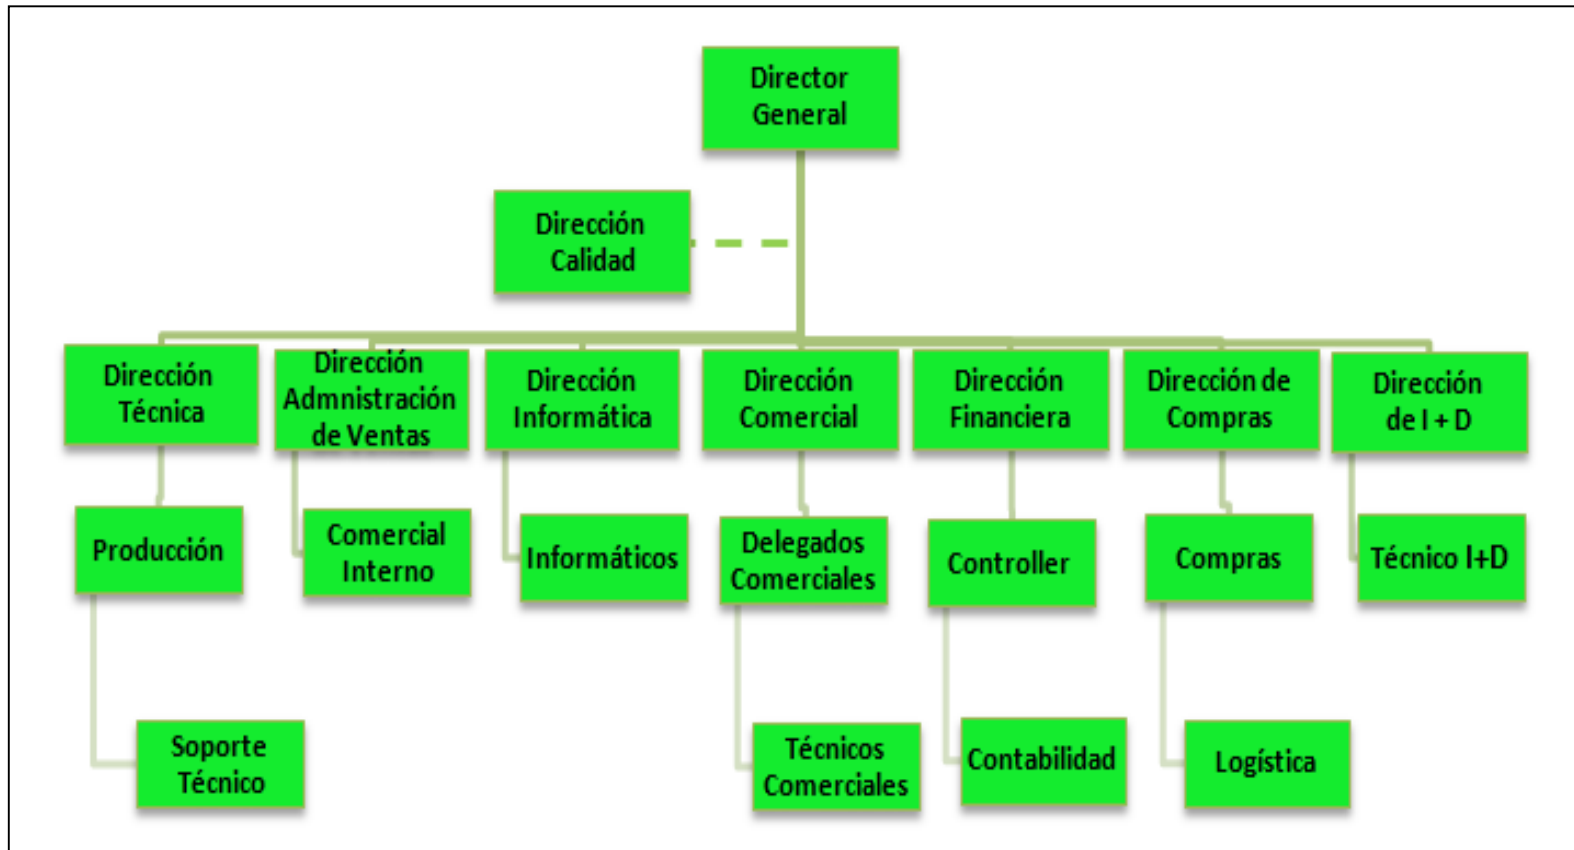 Director
General
Dirección
Calidad
Dirección
Técnica
Dirección
Admnistración
de Ventas
Dirección
Informática
Dirección
Comercial
Dirección
Financiera
Dirección de
Compras
Dirección
de I + D
Producción
Comercial
Interno
Informáticos
Delegados
Comerciales
Controller
Compras
Técnico I+D
Soporte
Técnico
Técnicos
Comerciales
Contabilidad
Logística